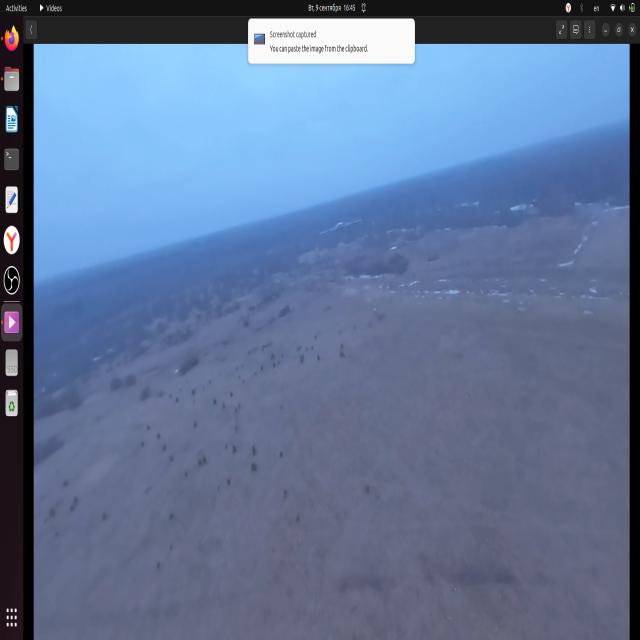 Activities
Videos
Вт, 9 сентября 16:45
en
Screenshot captured
You can paste the image from the clipboard.